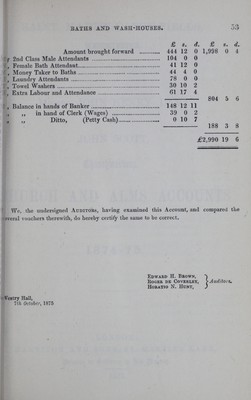 BATHS AND WASH-HOUSES. 53
£ s. d. £ s. d.
Amount brought forward 444 12 0 1,998 0 4
2nd Class Male Attendants 104 0 0
Female Bath Attendant 41 12 0
Money Taker to Baths 44 4 0
Laundry Attendants 78 0 0
Towel Washers 30 10 2
Extra Labour and Attendance 61 17 4
804 5 6
Balance in hands of Banker 148 12 11
„ in hand of Clerk (Wages) 39 0 2
„ Ditto, (Petty Cash) 0 10 7
188 3 8
£2,990 19 6
We, the undersigned AUDITORS, having examined this Account, and compared the
several vouchers therewith, do hereby certify the same to be correct.
EDWARD H. BROWN,
ROGER DE COVERLEY,
HORATIO N. HUNT,
} Auditors.
Vestry Hall,
7th October, 1875